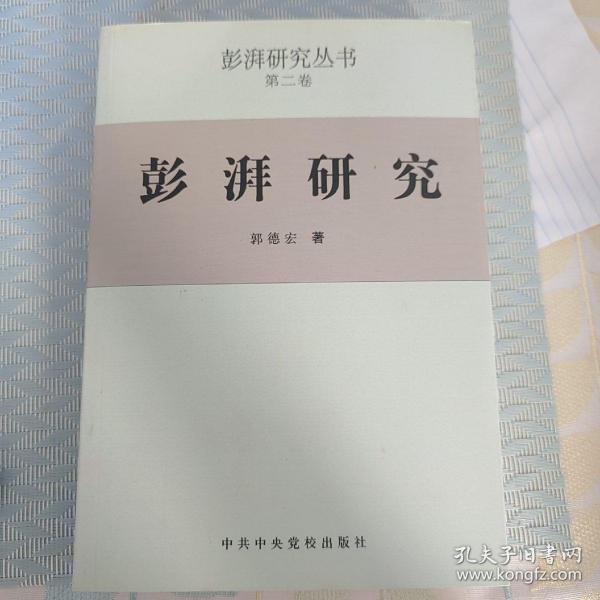 彭湃研究丛书
第二卷
彭湃研究
郭德宏 著
中共中央党校出版社
孔夫子旧书网
www.kongfz.com